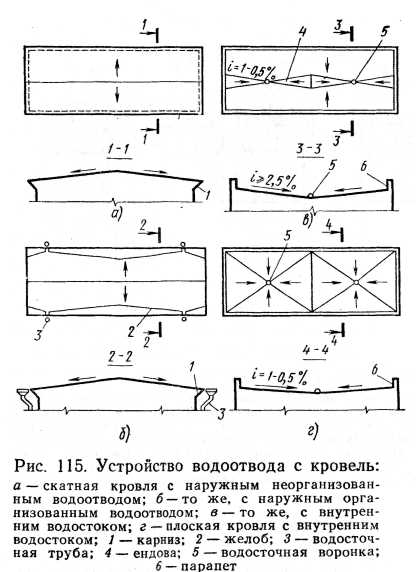 1
3
4
5
i=1-0,5%
1
3
1-1
3-3
1
5
6
i⩾2,5%
а)
в)
2
5
4
2
3
2
4
2-2
4-4
1
i=1-0,5%
6
3
б)
г)
Рис. 115. Устройство водоотвода с кровель:
а — скатная кровля с наружным неорганизован-
ным водоотводом; б — то же, с наружным орга-
низованным водоотводом; в — то же, с внутрен-
ним водостоком; г — плоская кровля с внутренним
водостоком; 1 — карниз; 2 — желоб; 3 — водосточ-
ная труба; 4 — ендова; 5 — водосточная воронка;
6 — парапет